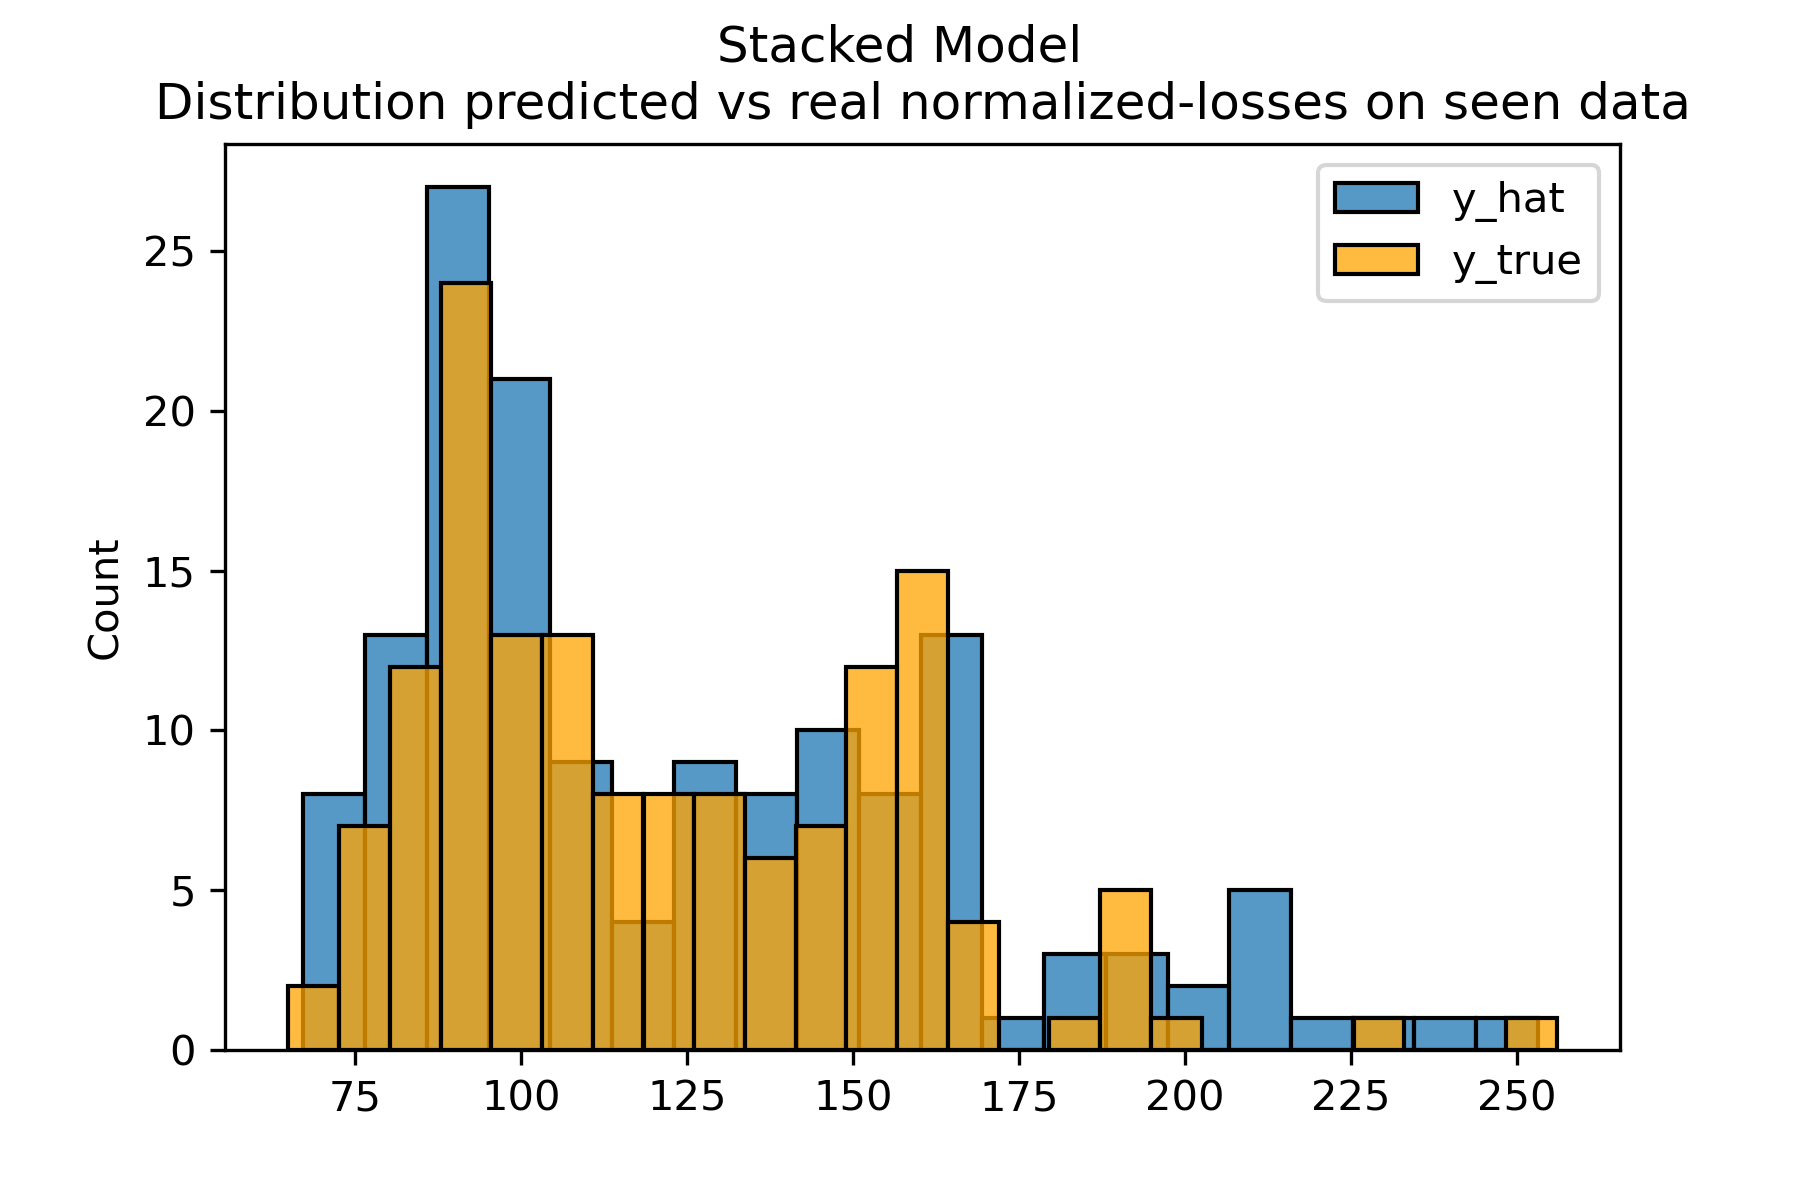 Stacked Model
Distribution predicted vs real normalized-losses on seen data
y_hat
y_true
Count
25
20
15
10
5
0
75 100 125 150 175 200 225 250